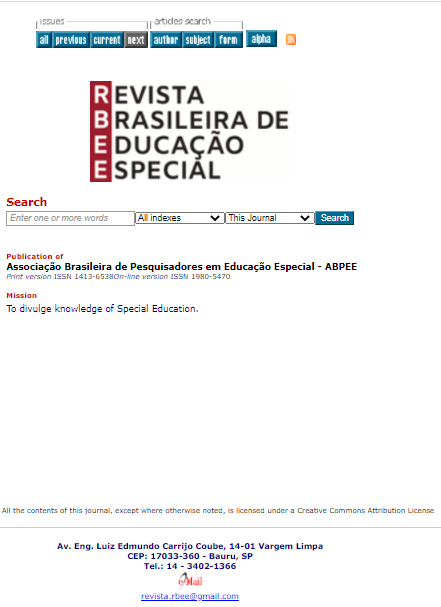 issues articles search
all previous current next author subject form alpha
REVISTA
BRASILEIRA DE
EDUCAÇÃO
ESPECIAL
Search
Enter one or more words All indexes This Journal Search
Publication of
Associação Brasileira de Pesquisadores em Educação Especial - ABPEE
Print version ISSN 1413-6538On-line version ISSN 1980-5470
Mission
To divulge knowledge of Special Education.
All the contents of this journal, except where otherwise noted, is licensed under a Creative Commons Attribution License
Av. Eng. Luiz Edmundo Carrijo Coube, 14-01 Vargem Limpa
CEP: 17033-360 - Bauru, SP
Tel.: 14 - 3402-1366
eMail
revista.rbee@gmail.com